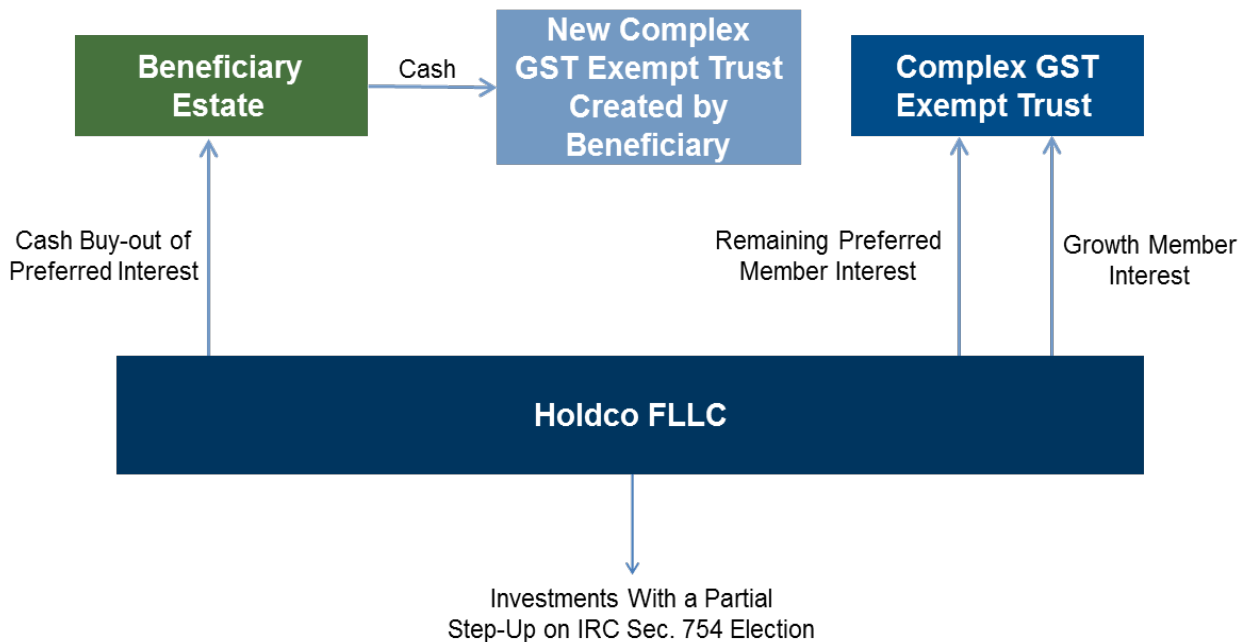 Beneficiary
Estate
Cash
New Complex
GST Exempt Trust
Created by
Beneficiary
Complex GST
Exempt Trust
Cash Buy-out of
Preferred Interest
Remaining Preferred
Member Interest
Growth Member
Interest
Holdco FLLC
Investments With a Partial
Step-Up on IRC Sec. 754 Election